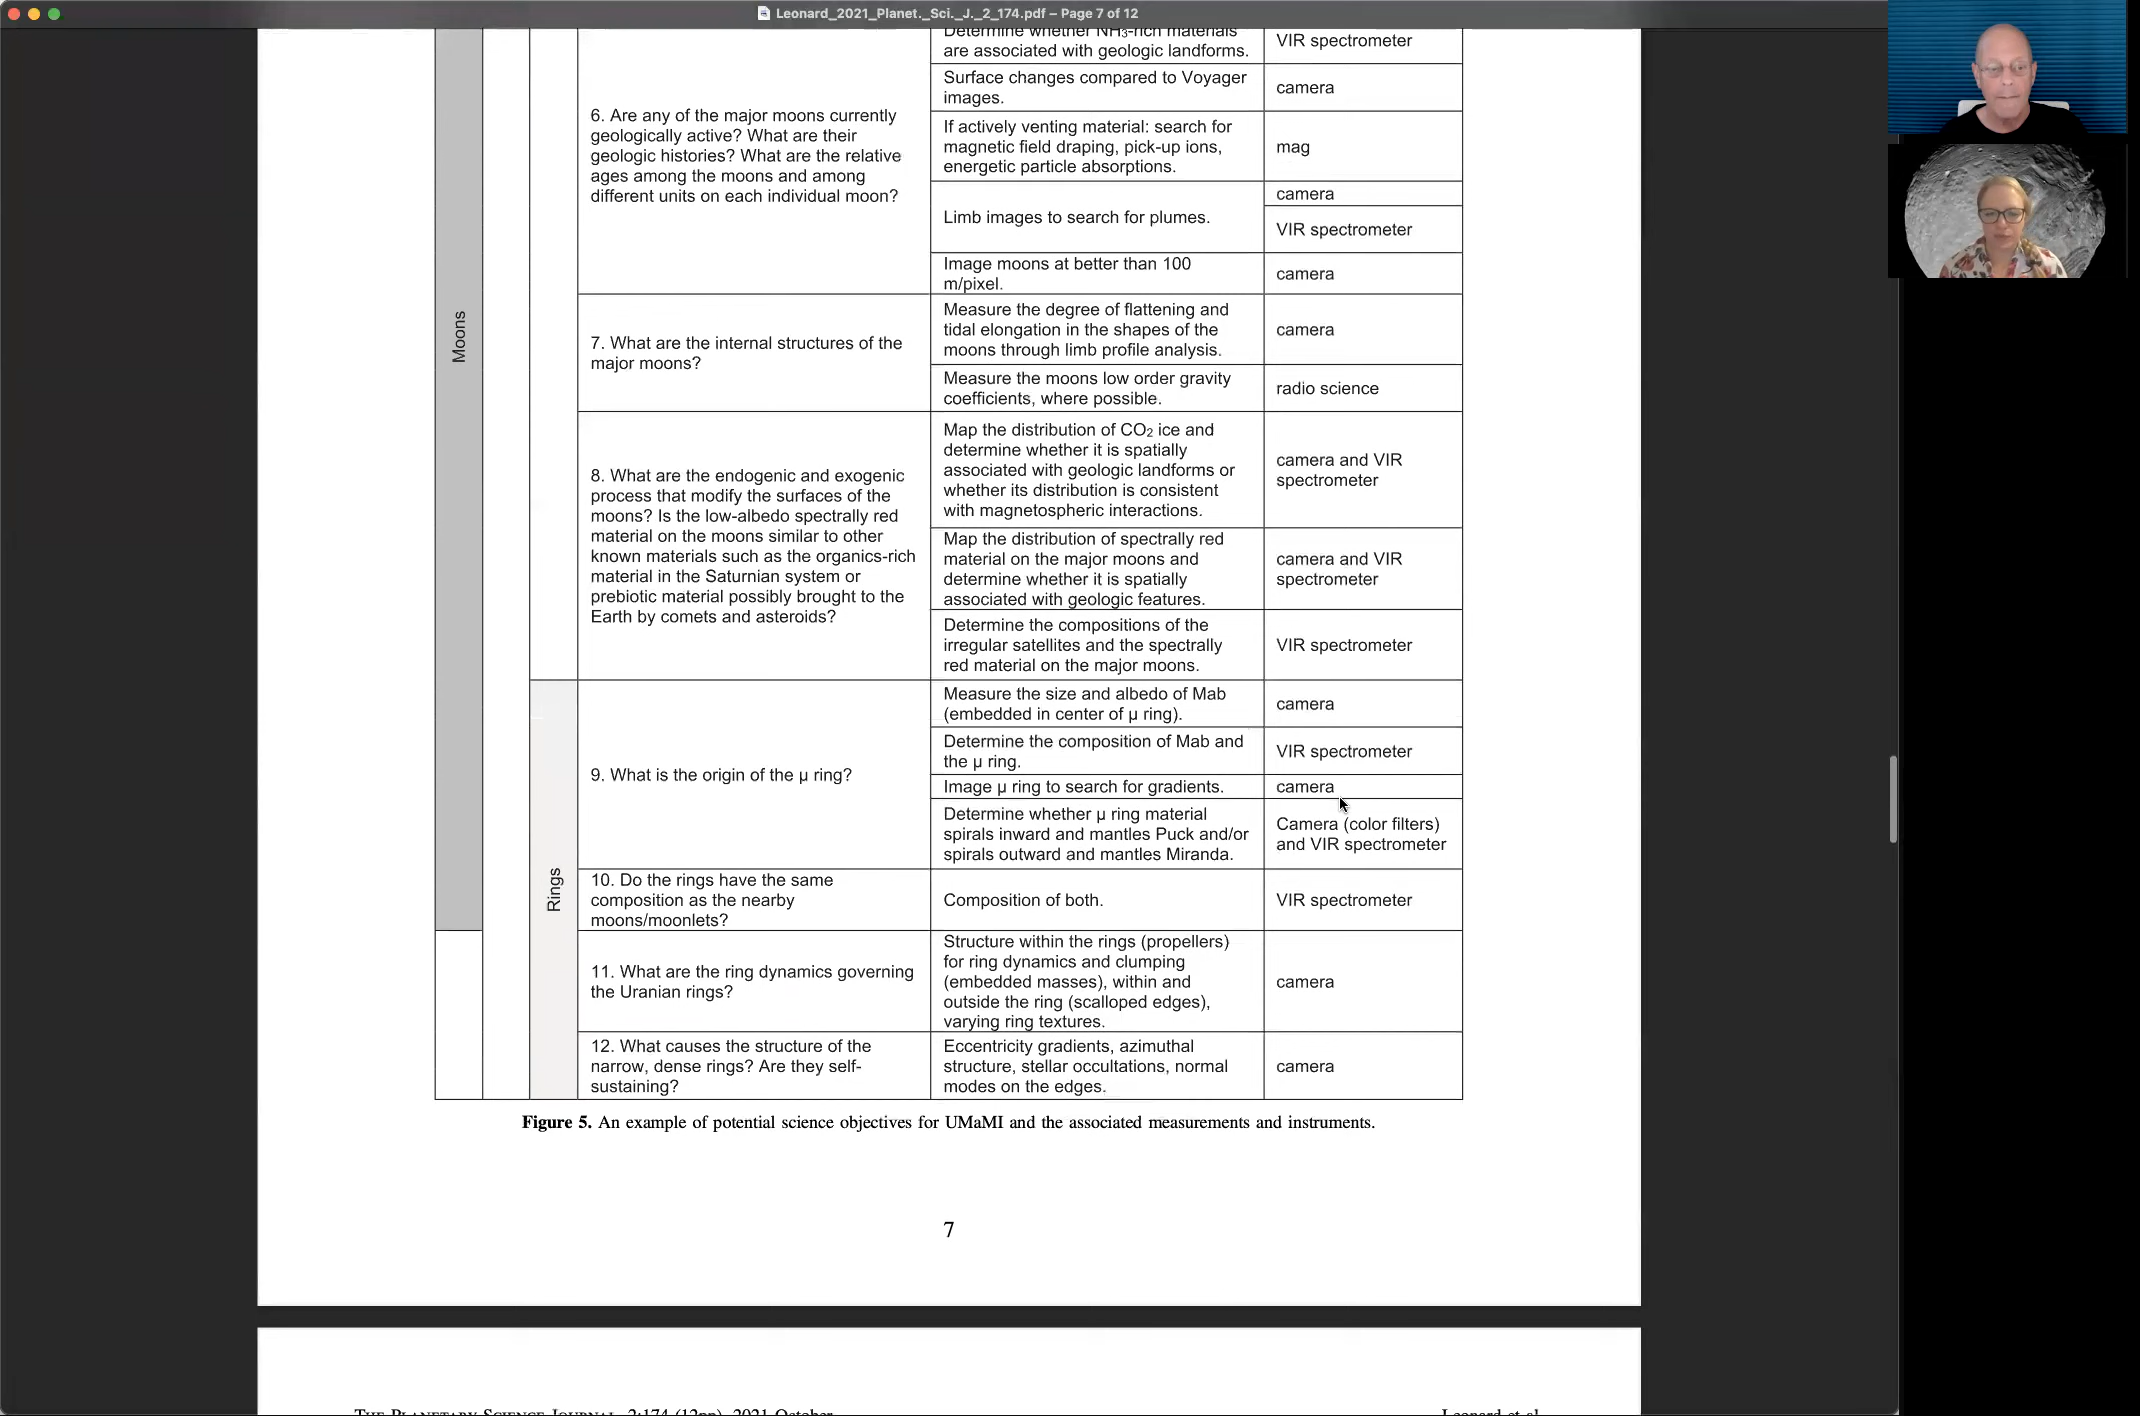 Leonard_2021_Planet._Sci._J._2_174.pdf – Page 7 of 12
Moons
Determine whether NH3-rich materials
are associated with geologic landforms.
VIR spectrometer
6. Are any of the major moons currently
geologically active? What are their
geologic histories? What are the relative
ages among the moons and among
different units on each individual moon?
Surface changes compared to Voyager
images.
camera
If actively venting material: search for
magnetic field draping, pick-up ions,
energetic particle absorptions.
mag
Limb images to search for plumes.
camera
VIR spectrometer
Image moons at better than 100
m/pixel.
camera
7. What are the internal structures of the
major moons?
Measure the degree of flattening and
tidal elongation in the shapes of the
moons through limb profile analysis.
camera
Measure the moons low order gravity
coefficients, where possible.
radio science
8. What are the endogenic and exogenic
process that modify the surfaces of the
moons? Is the low-albedo spectrally red
material on the moons similar to other
known materials such as the organics-rich
material in the Saturnian system or
prebiotic material possibly brought to the
Earth by comets and asteroids?
Map the distribution of CO2 ice and
determine whether it is spatially
associated with geologic landforms or
whether its distribution is consistent
with magnetospheric interactions.
camera and VIR
spectrometer
Map the distribution of spectrally red
material on the major moons and
determine whether it is spatially
associated with geologic features.
camera and VIR
spectrometer
Determine the compositions of the
irregular satellites and the spectrally
red material on the major moons.
VIR spectrometer
Rings
9. What is the origin of the μ ring?
Measure the size and albedo of Mab
(embedded in center of μ ring).
camera
Determine the composition of Mab and
the μ ring.
VIR spectrometer
Image μ ring to search for gradients.
camera
Determine whether μ ring material
spirals inward and mantles Puck and/or
spirals outward and mantles Miranda.
Camera (color filters)
and VIR spectrometer
10. Do the rings have the same
composition as the nearby
moons/moonlets?
Composition of both.
VIR spectrometer
11. What are the ring dynamics governing
the Uranian rings?
Structure within the rings (propellers)
for ring dynamics and clumping
(embedded masses), within and
outside the ring (scalloped edges),
varying ring textures.
camera
12. What causes the structure of the
narrow, dense rings? Are they self-
sustaining?
Eccentricity gradients, azimuthal
structure, stellar occultations, normal
modes on the edges.
camera
Figure 5. An example of potential science objectives for UMaMI and the associated measurements and instruments.
7
THE PLANETARY SCIENCE JOURNAL, 2:174 (12pp), 2021 October
Leonard et al.